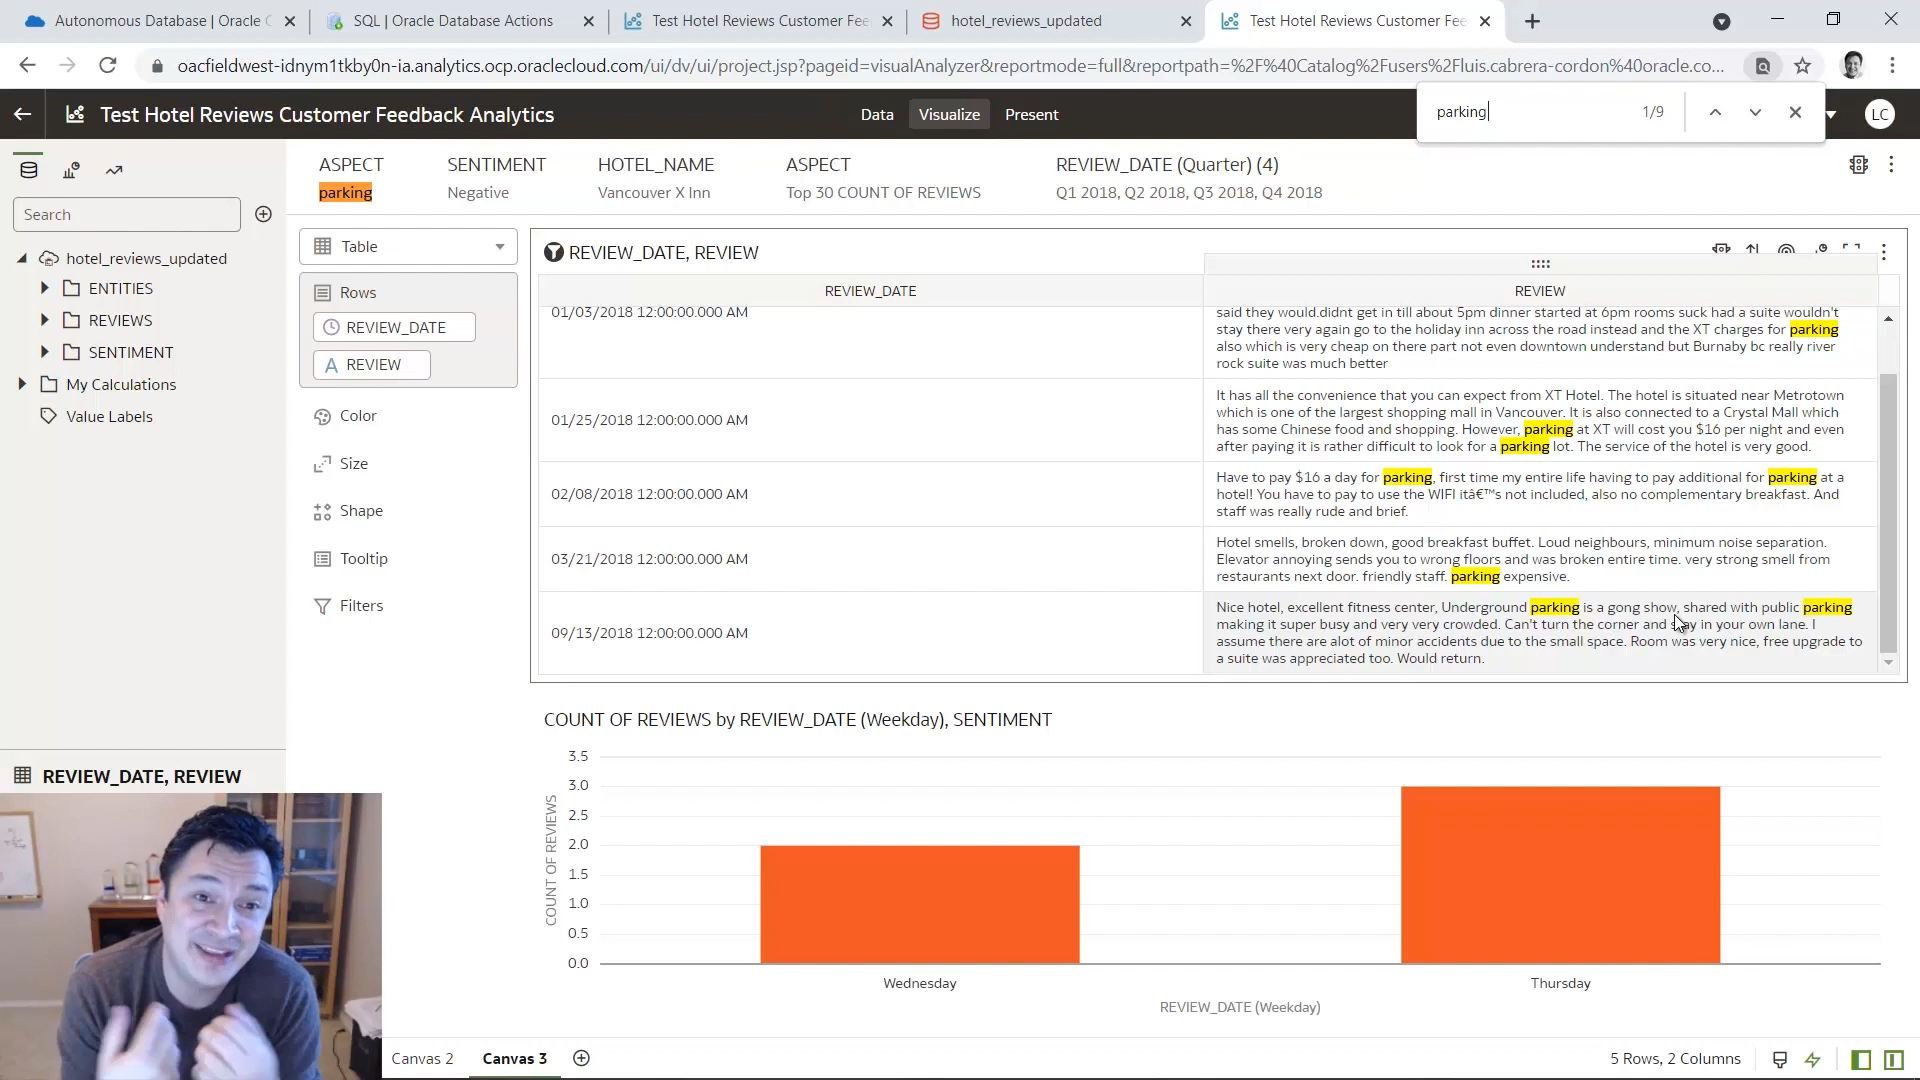 Autonomous Database | Oracle C
SQL | Oracle Database Actions
Test Hotel Reviews Customer Fee
hotel_reviews_updated
Test Hotel Reviews Customer Fee
oacfieldwest-idnym1tkby0n-ia.analytics.ocp.oraclecloud.com/ui/dv/ui/project.jsp?pageid=visualAnalyzer&reportmode=full&reportpath=%2F%40Catalog%2Fusers%2Fluis.cabrera-cordon%40oracle.co...
Test Hotel Reviews Customer Feedback Analytics
Data
Visualize
Present
parking
1/9
LC
ASPECT
parking
SENTIMENT
Negative
HOTEL_NAME
Vancouver X Inn
ASPECT
Top 30 COUNT OF REVIEWS
REVIEW_DATE (Quarter) (4)
Q1 2018, Q2 2018, Q3 2018, Q4 2018
Search
hotel_reviews_updated
ENTITIES
REVIEWS
SENTIMENT
My Calculations
Value Labels
REVIEW_DATE, REVIEW
Table
Rows
REVIEW_DATE
A REVIEW
Color
Size
Shape
Tooltip
Filters
REVIEW_DATE, REVIEW
REVIEW_DATE
REVIEW
01/03/2018 12:00:00.000 AM
said they would.didnt get in till about 5pm dinner started at 6pm rooms suck had a suite wouldn't
stay there very again go to the holiday inn across the road instead and the XT charges for parking
also which is very cheap on there part not even downtown understand but Burnaby bc really river
rock suite was much better
01/25/2018 12:00:00.000 AM
It has all the convenience that you can expect from XT Hotel. The hotel is situated near Metrotown
which is one of the largest shopping mall in Vancouver. It is also connected to a Crystal Mall which
has some Chinese food and shopping. However, parking at XT will cost you $16 per night and even
after paying it is rather difficult to look for a parking lot. The service of the hotel is very good.
02/08/2018 12:00:00.000 AM
Have to pay $16 a day for parking, first time my entire life having to pay additional for parking at a
hotel! You have to pay to use the WIFI itâ€™s not included, also no complementary breakfast. And
staff was really rude and brief.
03/21/2018 12:00:00.000 AM
Hotel smells, broken down, good breakfast buffet. Loud neighbours, minimum noise separation.
Elevator annoying sends you to wrong floors and was broken entire time. very strong smell from
restaurants next door. friendly staff. parking expensive.
09/13/2018 12:00:00.000 AM
Nice hotel, excellent fitness center, Underground parking is a gong show, shared with public parking
making it super busy and very very crowded. Can't turn the corner and stay in your own lane. I
assume there are alot of minor accidents due to the small space. Room was very nice, free upgrade to
a suite was appreciated too. Would return.
COUNT OF REVIEWS by REVIEW_DATE (Weekday), SENTIMENT
COUNT OF REVIEWS
3.5
3.0
2.5
2.0
1.5
1.0
0.5
0.0
Wednesday
Thursday
REVIEW_DATE (Weekday)
Canvas 2
Canvas 3
5 Rows, 2 Columns